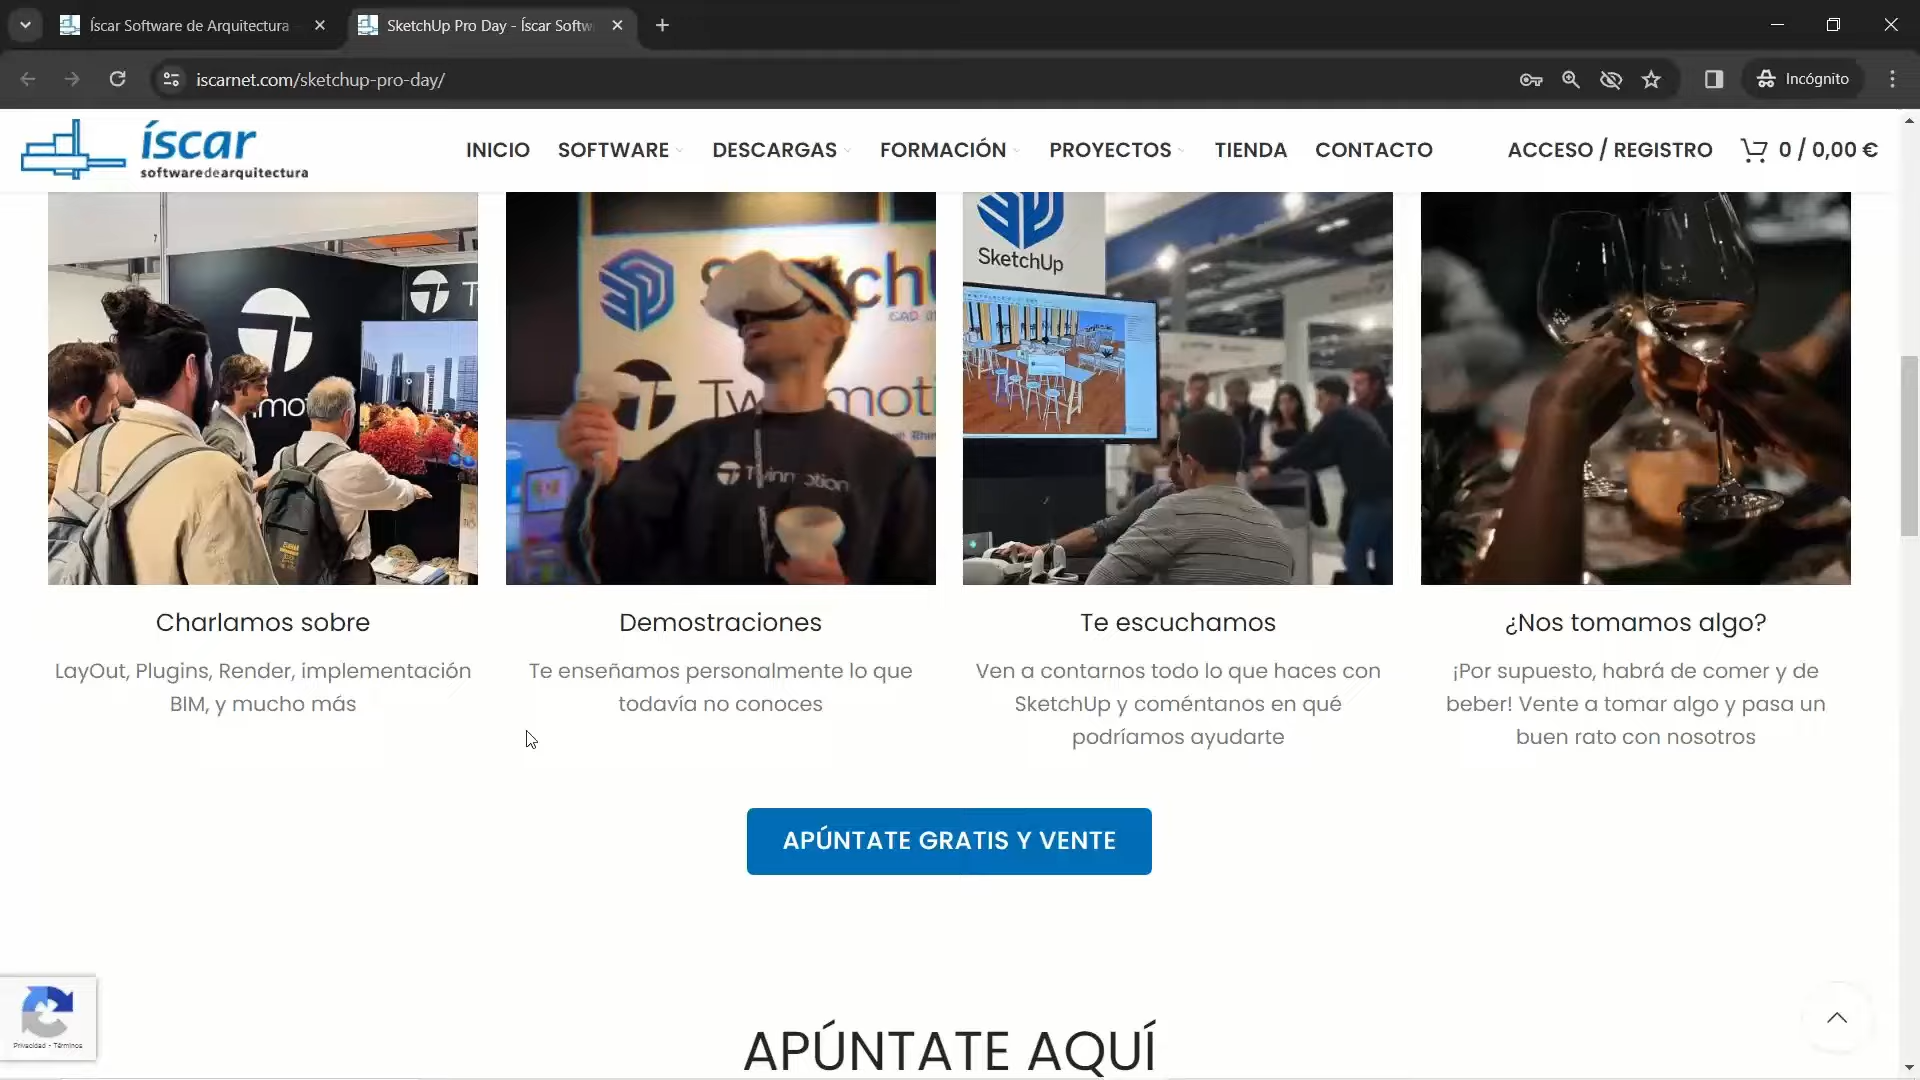 Íscar Software de Arquitectura
SketchUp Pro Day - Íscar Softw
iscarnet.com/sketchup-pro-day/
Incógnito
íscar
softwaredearquitectura
INICIO
SOFTWARE
DESCARGAS
FORMACIÓN
PROYECTOS
TIENDA
CONTACTO
ACCESO / REGISTRO
0 / 0,00 €
SketchUp
Twinmotion
SketchUp
Charlamos sobre
LayOut, Plugins, Render, implementación
BIM, y mucho más
Demostraciones
Te enseñamos personalmente lo que
todavía no conoces
Te escuchamos
Ven a contarnos todo lo que haces con
SketchUp y coméntanos en qué
podríamos ayudarte
¿Nos tomamos algo?
¡Por supuesto, habrá de comer y de
beber! Vente a tomar algo y pasa un
buen rato con nosotros
APÚNTATE GRATIS Y VENTE
APÚNTATE AQUÍ
Privacidad - Términos